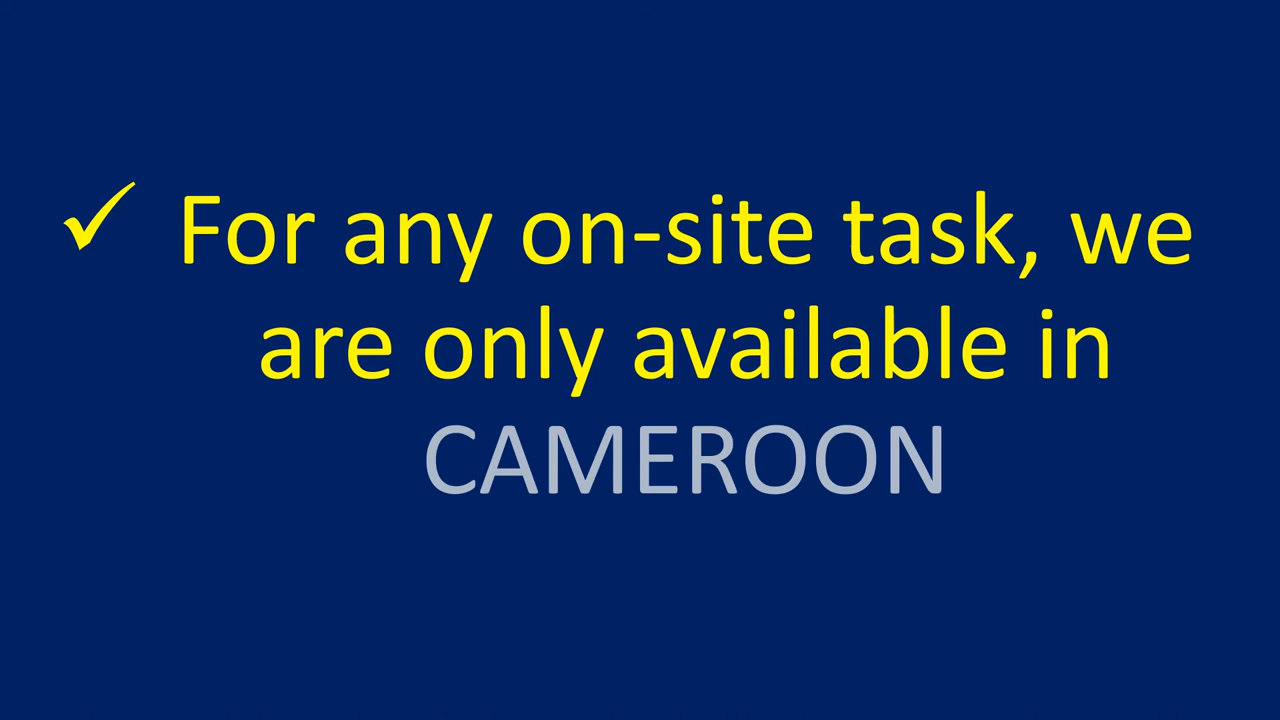 ✓ For any on-site task, we
are only available in
CAMEROON